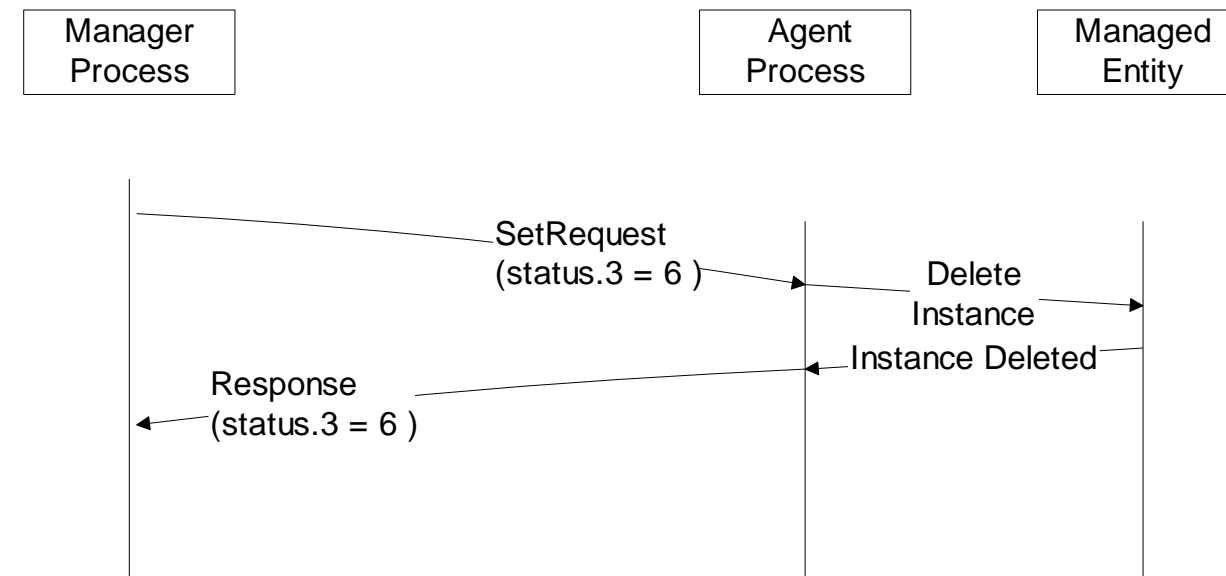 Manager
Process
Agent
Process
Managed
Entity
SetRequest
(status.3 = 6 )
Delete
Instance
Instance Deleted
Response
(status.3 = 6 )